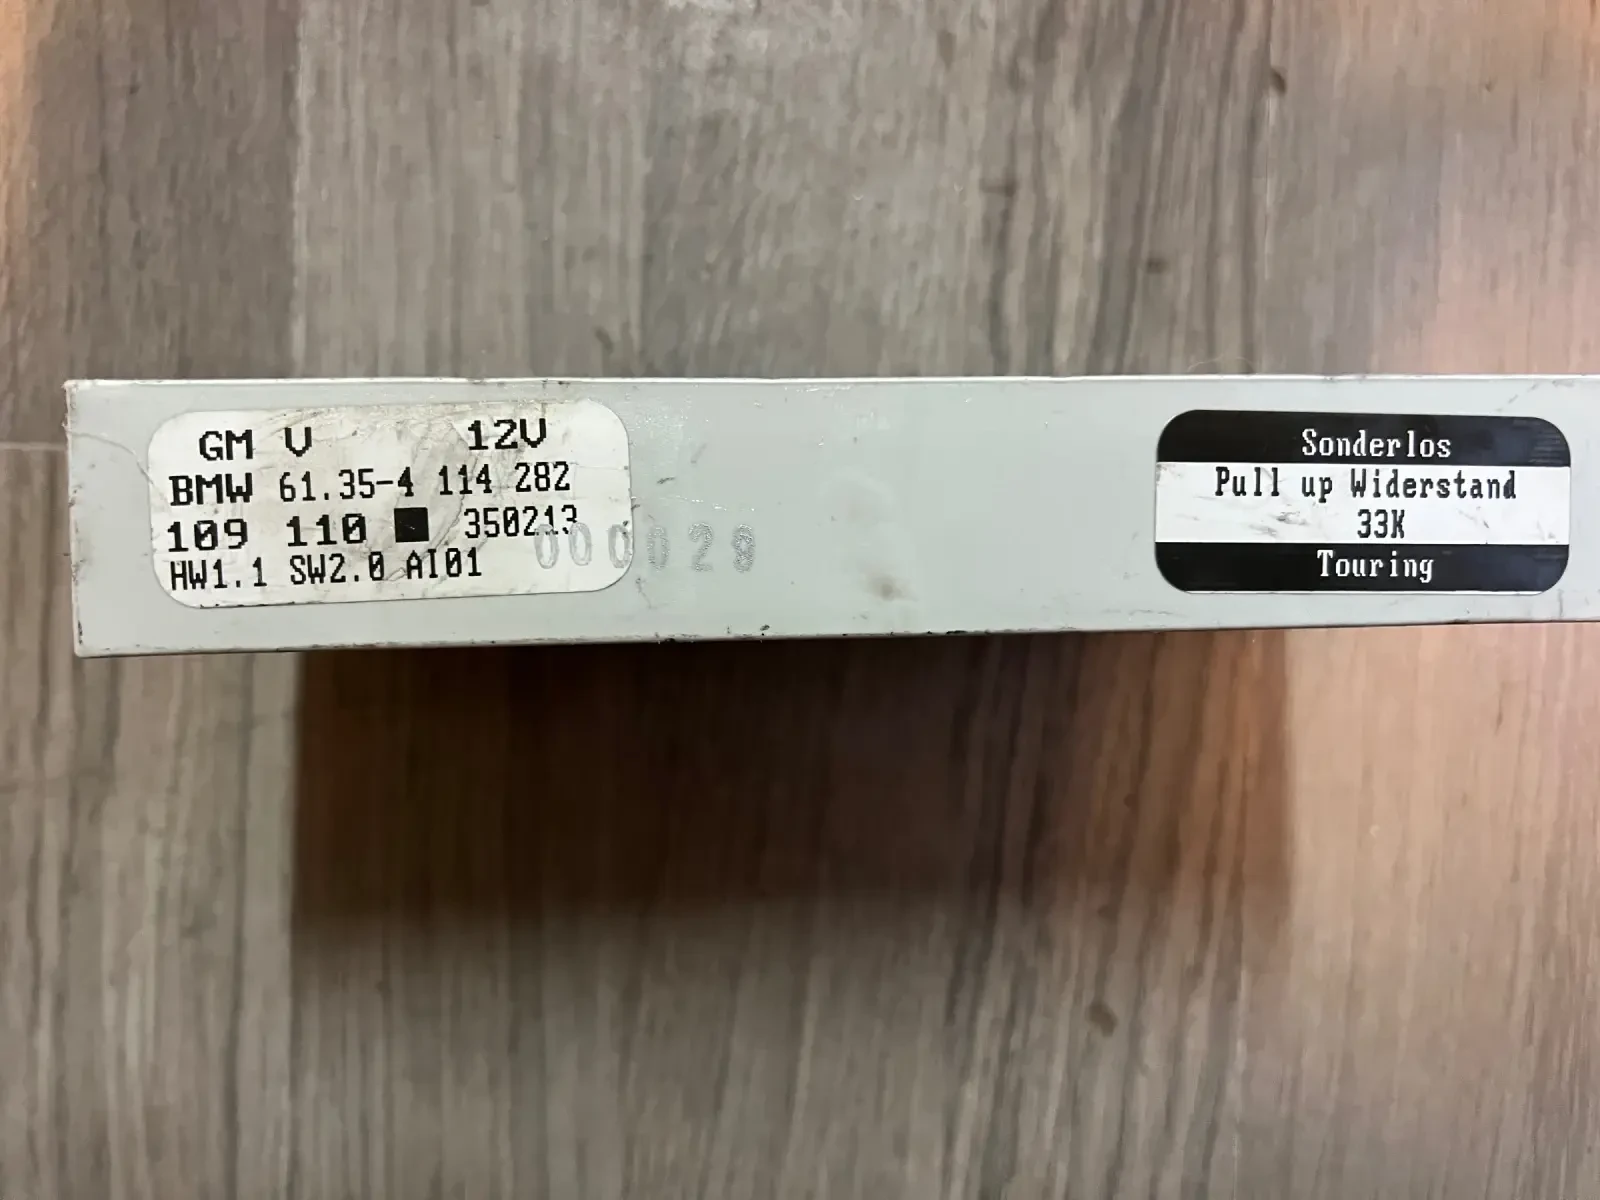 GM V 12V
BMW 61.35-4 114 282
109 110 350213
HW1.1 SW2.0 AI01
000028
Sonderlos
Pull up Widerstand
33K
Touring